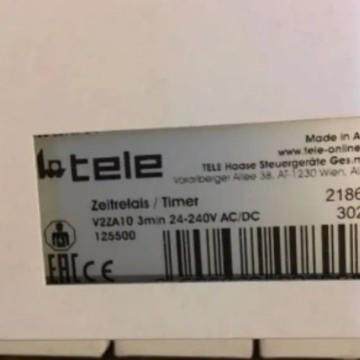 Made in A
www.tele-online
tele
TELE Haase Steuergeräte Ges.m
Vorarlberger Allee 38, AT-1230 Wien, Au
Zeitrelais / Timer
2186
V2ZA10 3min 24-240V AC/DC
302
125500
EAC CE